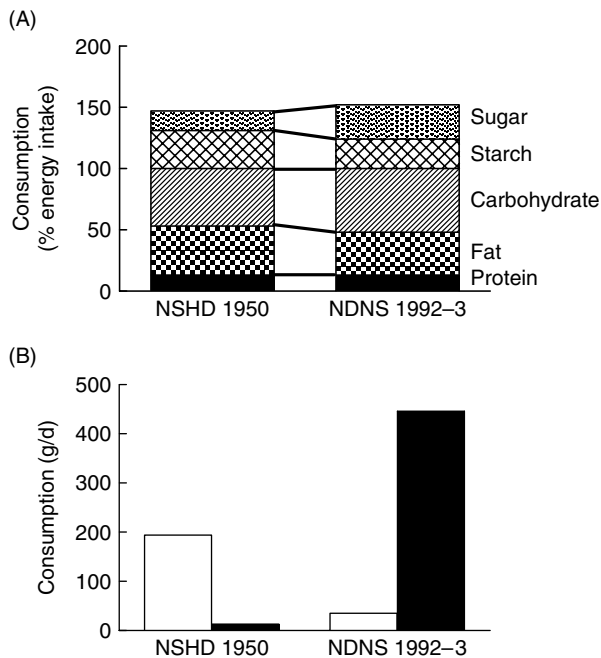 (A)
200
150
100
50
0
Consumption
(% energy intake)
Sugar
Starch
Carbohydrate
Fat
Protein
NSHD 1950
NDNS 1992–3
(B)
500
400
300
200
100
0
Consumption (g/d)
NSHD 1950
NDNS 1992–3